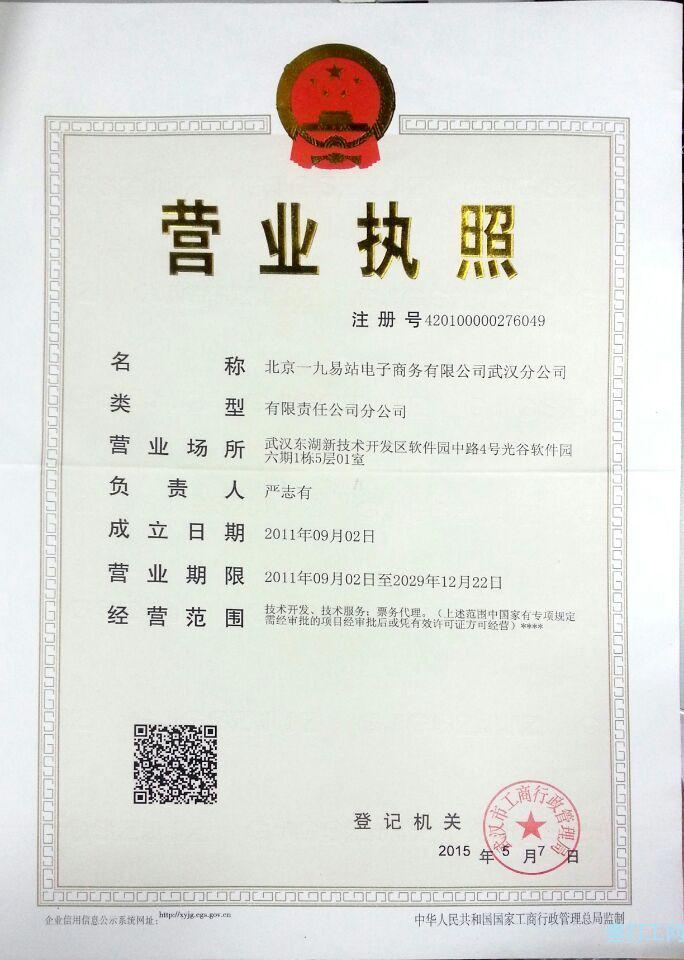 营业执照
注册号420100000276049
名称 北京一九易站电子商务有限公司武汉分公司
类型 有限责任公司分公司
营业场所 武汉东湖新技术开发区软件园中路4号光谷软件园
六期1栋5层01室
负责人 严志有
成立日期 2011年09月02日
营业期限 2011年09月02日至2029年12月22日
经营范围 技术开发、技术服务;票务代理。(上述范围中国家有专项规定
需经审批的项目经审批后或凭有效许可证方可经营)****
登记机关
武汉市工商行政管理局
2015 年 5 月 7 日
企业信用信息公示系统网址: http://xyjg.egs.gov.cn
中华人民共和国国家工商行政管理总局监制